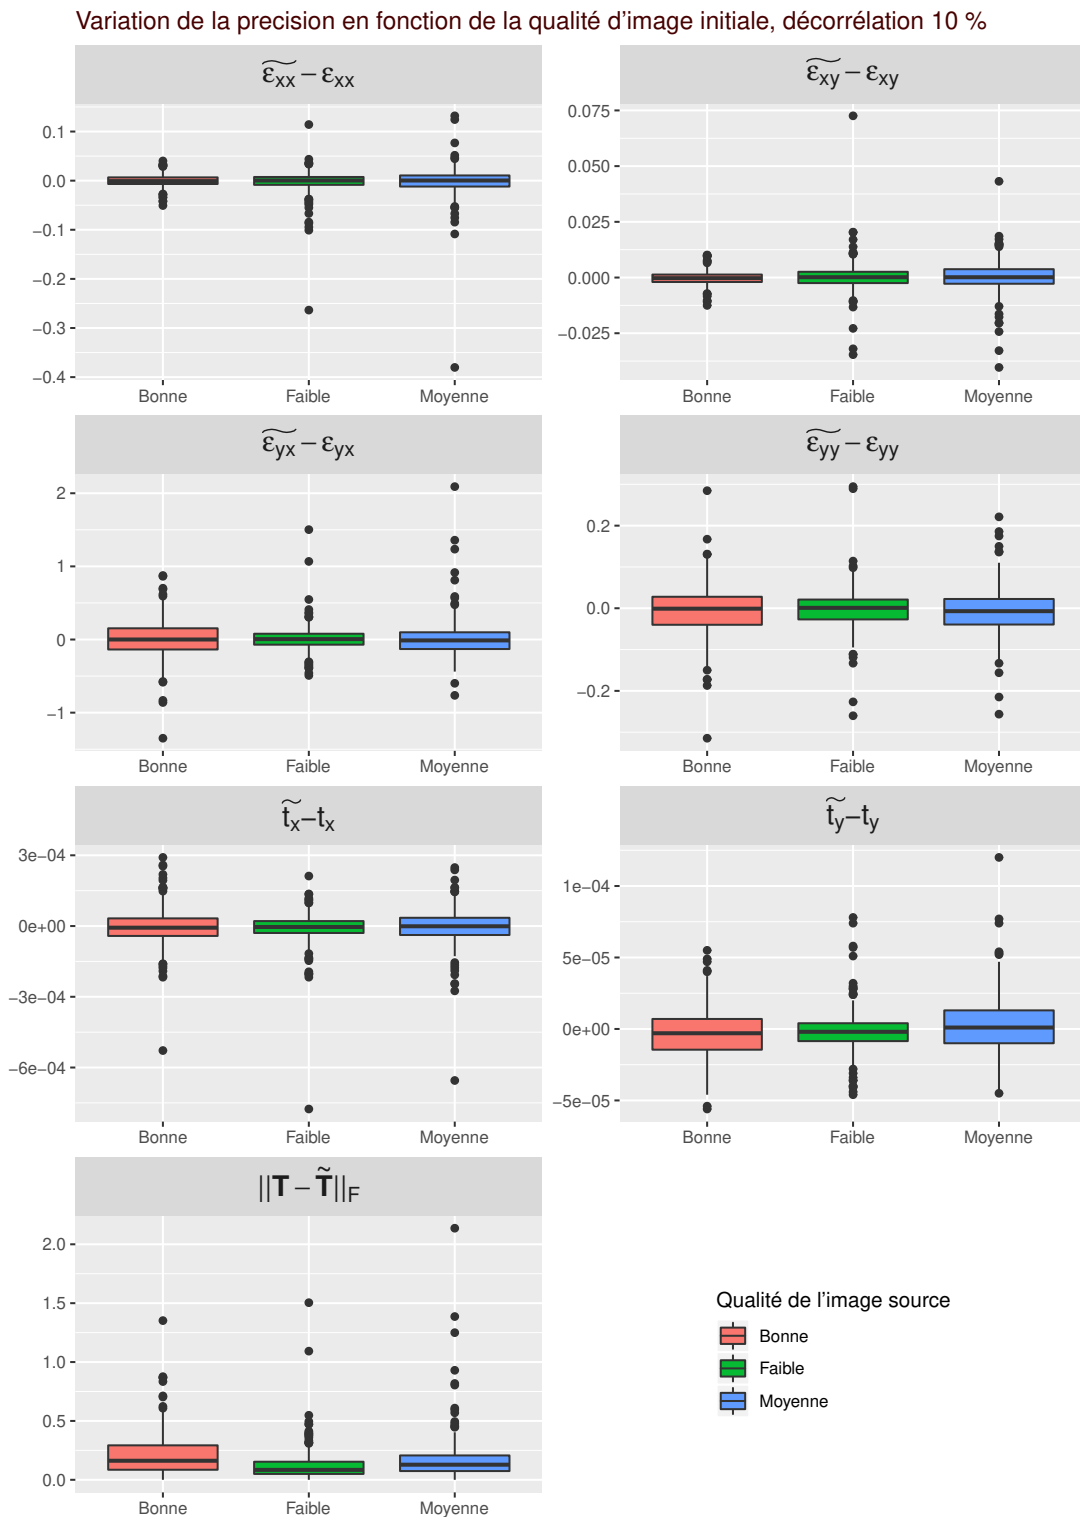 Variation de la precision en fonction de la qualité d'image initiale, décorrélation 10 %
ε͠xx − εxx
0.1
0.0
−0.1
−0.2
−0.3
−0.4
Bonne Faible Moyenne
ε͠xy − εxy
0.075
0.050
0.025
0.000
−0.025
Bonne Faible Moyenne
ε͠yx − εyx
2
1
0
−1
Bonne Faible Moyenne
ε͠yy − εyy
0.2
0.0
−0.2
Bonne Faible Moyenne
t͠x−tx
3e−04
0e+00
−3e−04
−6e−04
Bonne Faible Moyenne
t͠y−ty
1e−04
5e−05
0e+00
−5e−05
Bonne Faible Moyenne
||T − T̃||F
2.0
1.5
1.0
0.5
0.0
Bonne Faible Moyenne
Qualité de l'image source
Bonne
Faible
Moyenne